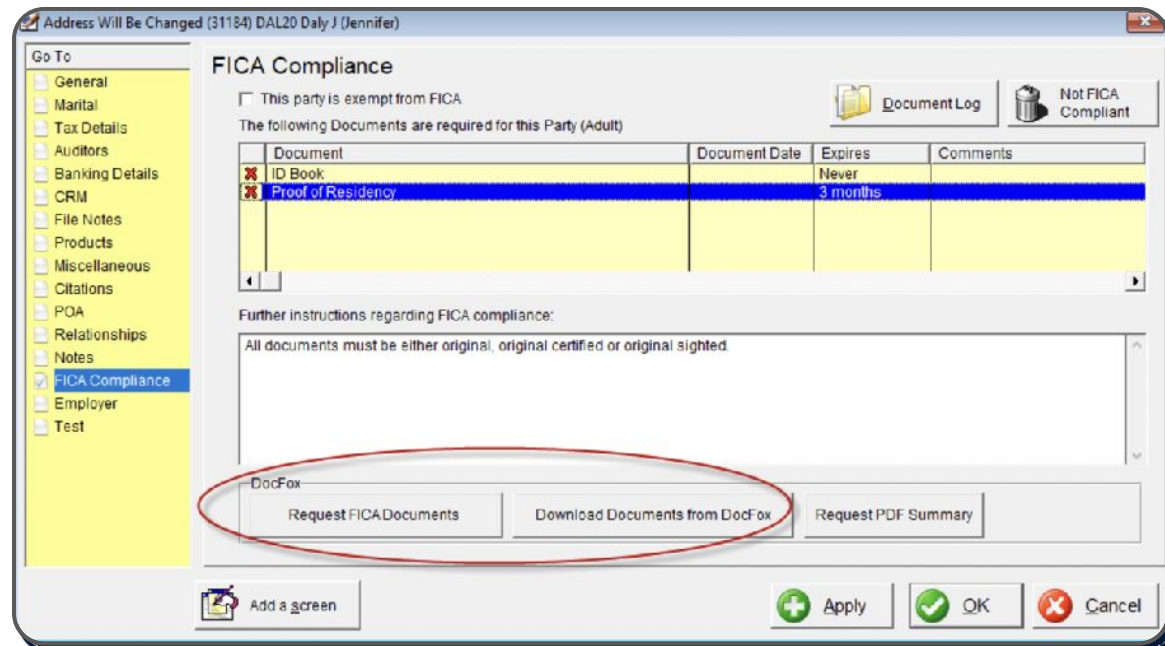 Address Will Be Changed (31184) DAL20 Daly J (Jennifer)
Go To
General
Marital
Tax Details
Auditors
Banking Details
CRM
File Notes
Products
Miscellaneous
Citations
POA
Relationships
Notes
FICA Compliance
Employer
Test
FICA Compliance
This party is exempt from FICA
The following Documents are required for this Party (Adult)
Document Log
Not FICA
Compliant
Document Document Date Expires Comments
ID Book Never
Proof of Residency 3 months
Further instructions regarding FICA compliance:
All documents must be either original, original certified or original sighted.
DocFox
Request FICA Documents Download Documents from DocFox Request PDF Summary
Add a screen Apply OK Cancel